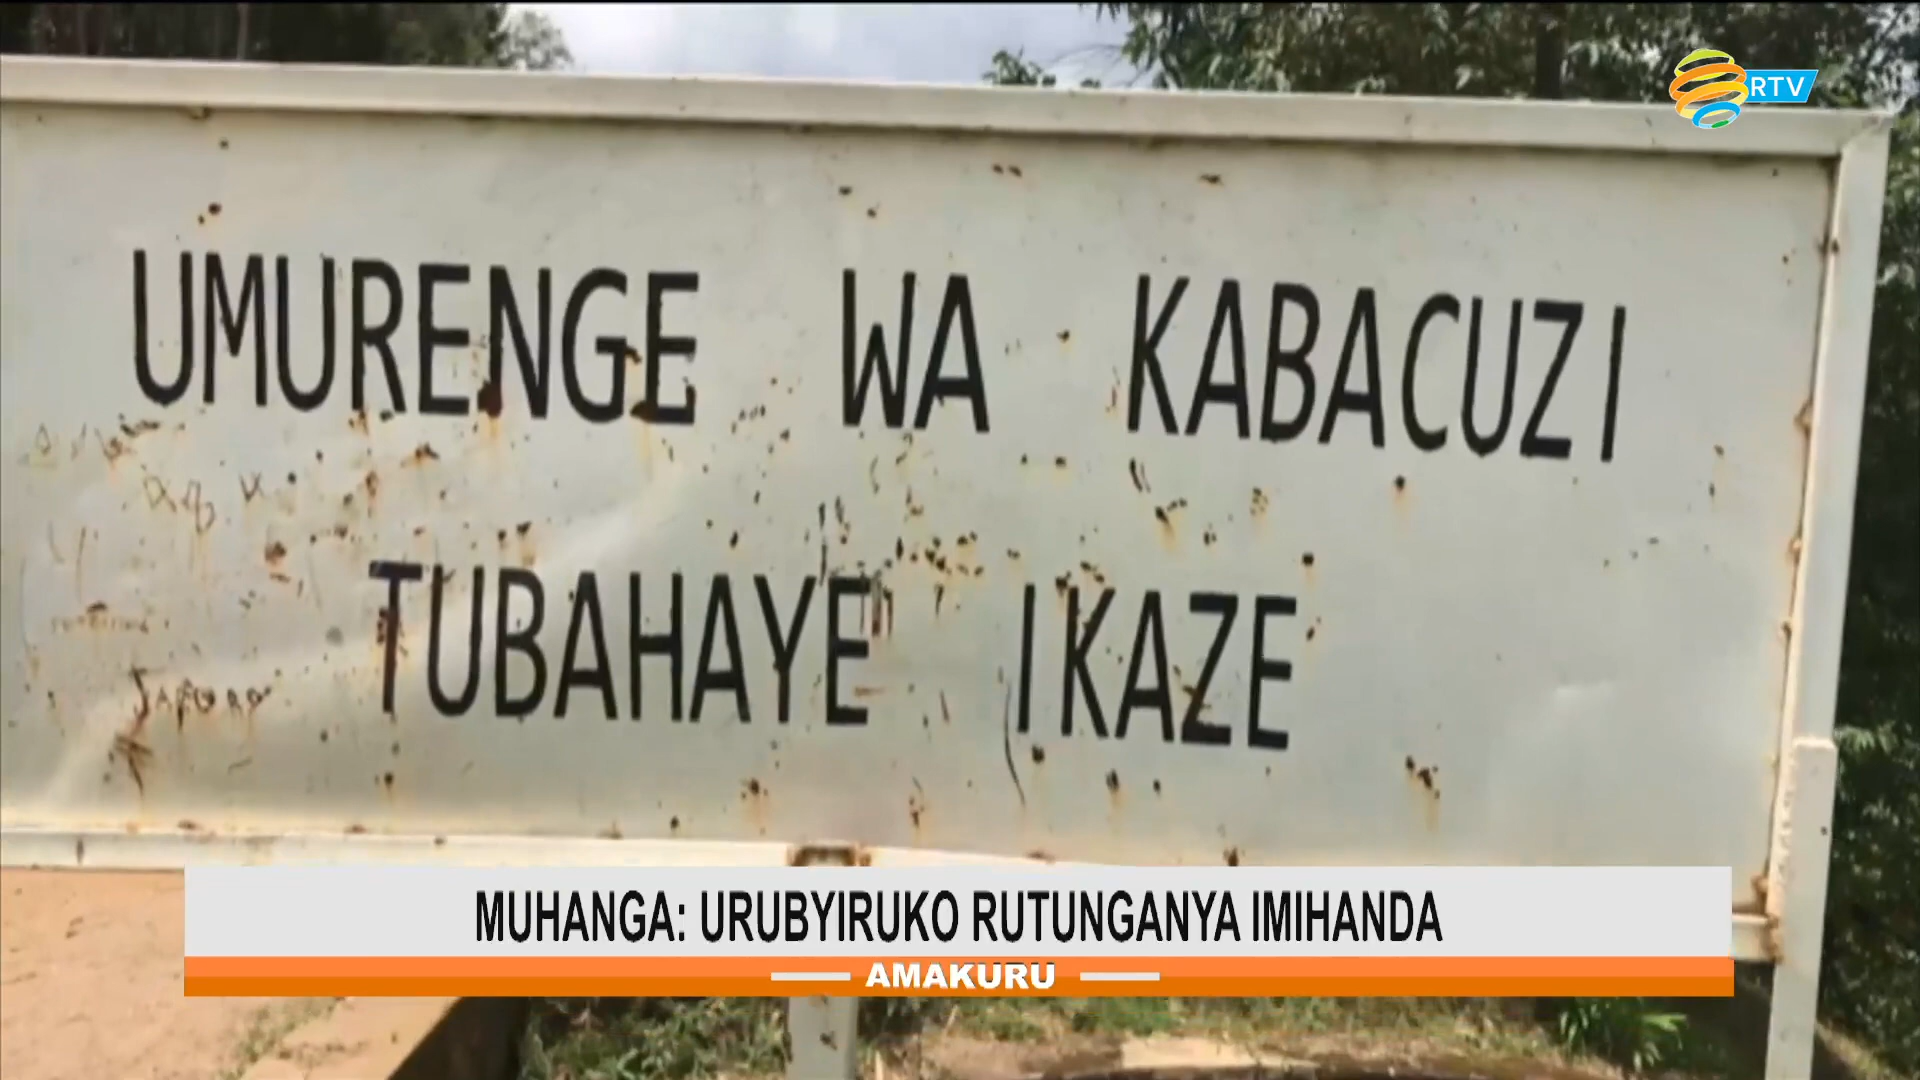 RTV
UMURENGE WA KABACUZI
TUBAHAYE IKAZE
MUHANGA: URUBYIRUKO RUTUNGANYA IMIHANDA
AMAKURU